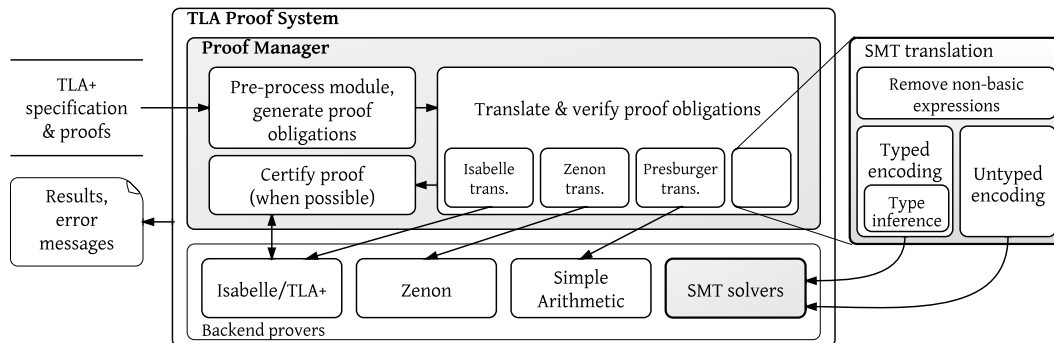 TLA Proof System
Proof Manager
TLA+
specification
& proofs
Pre-process module,
generate proof
obligations
Translate & verify proof obligations
Isabelle
trans.
Zenon
trans.
Presburger
trans.
Certify proof
(when possible)
Results,
error
messages
SMT translation
Remove non-basic
expressions
Typed
encoding
Type
inference
Untyped
encoding
Isabelle/TLA+
Zenon
Simple
Arithmetic
SMT solvers
Backend provers